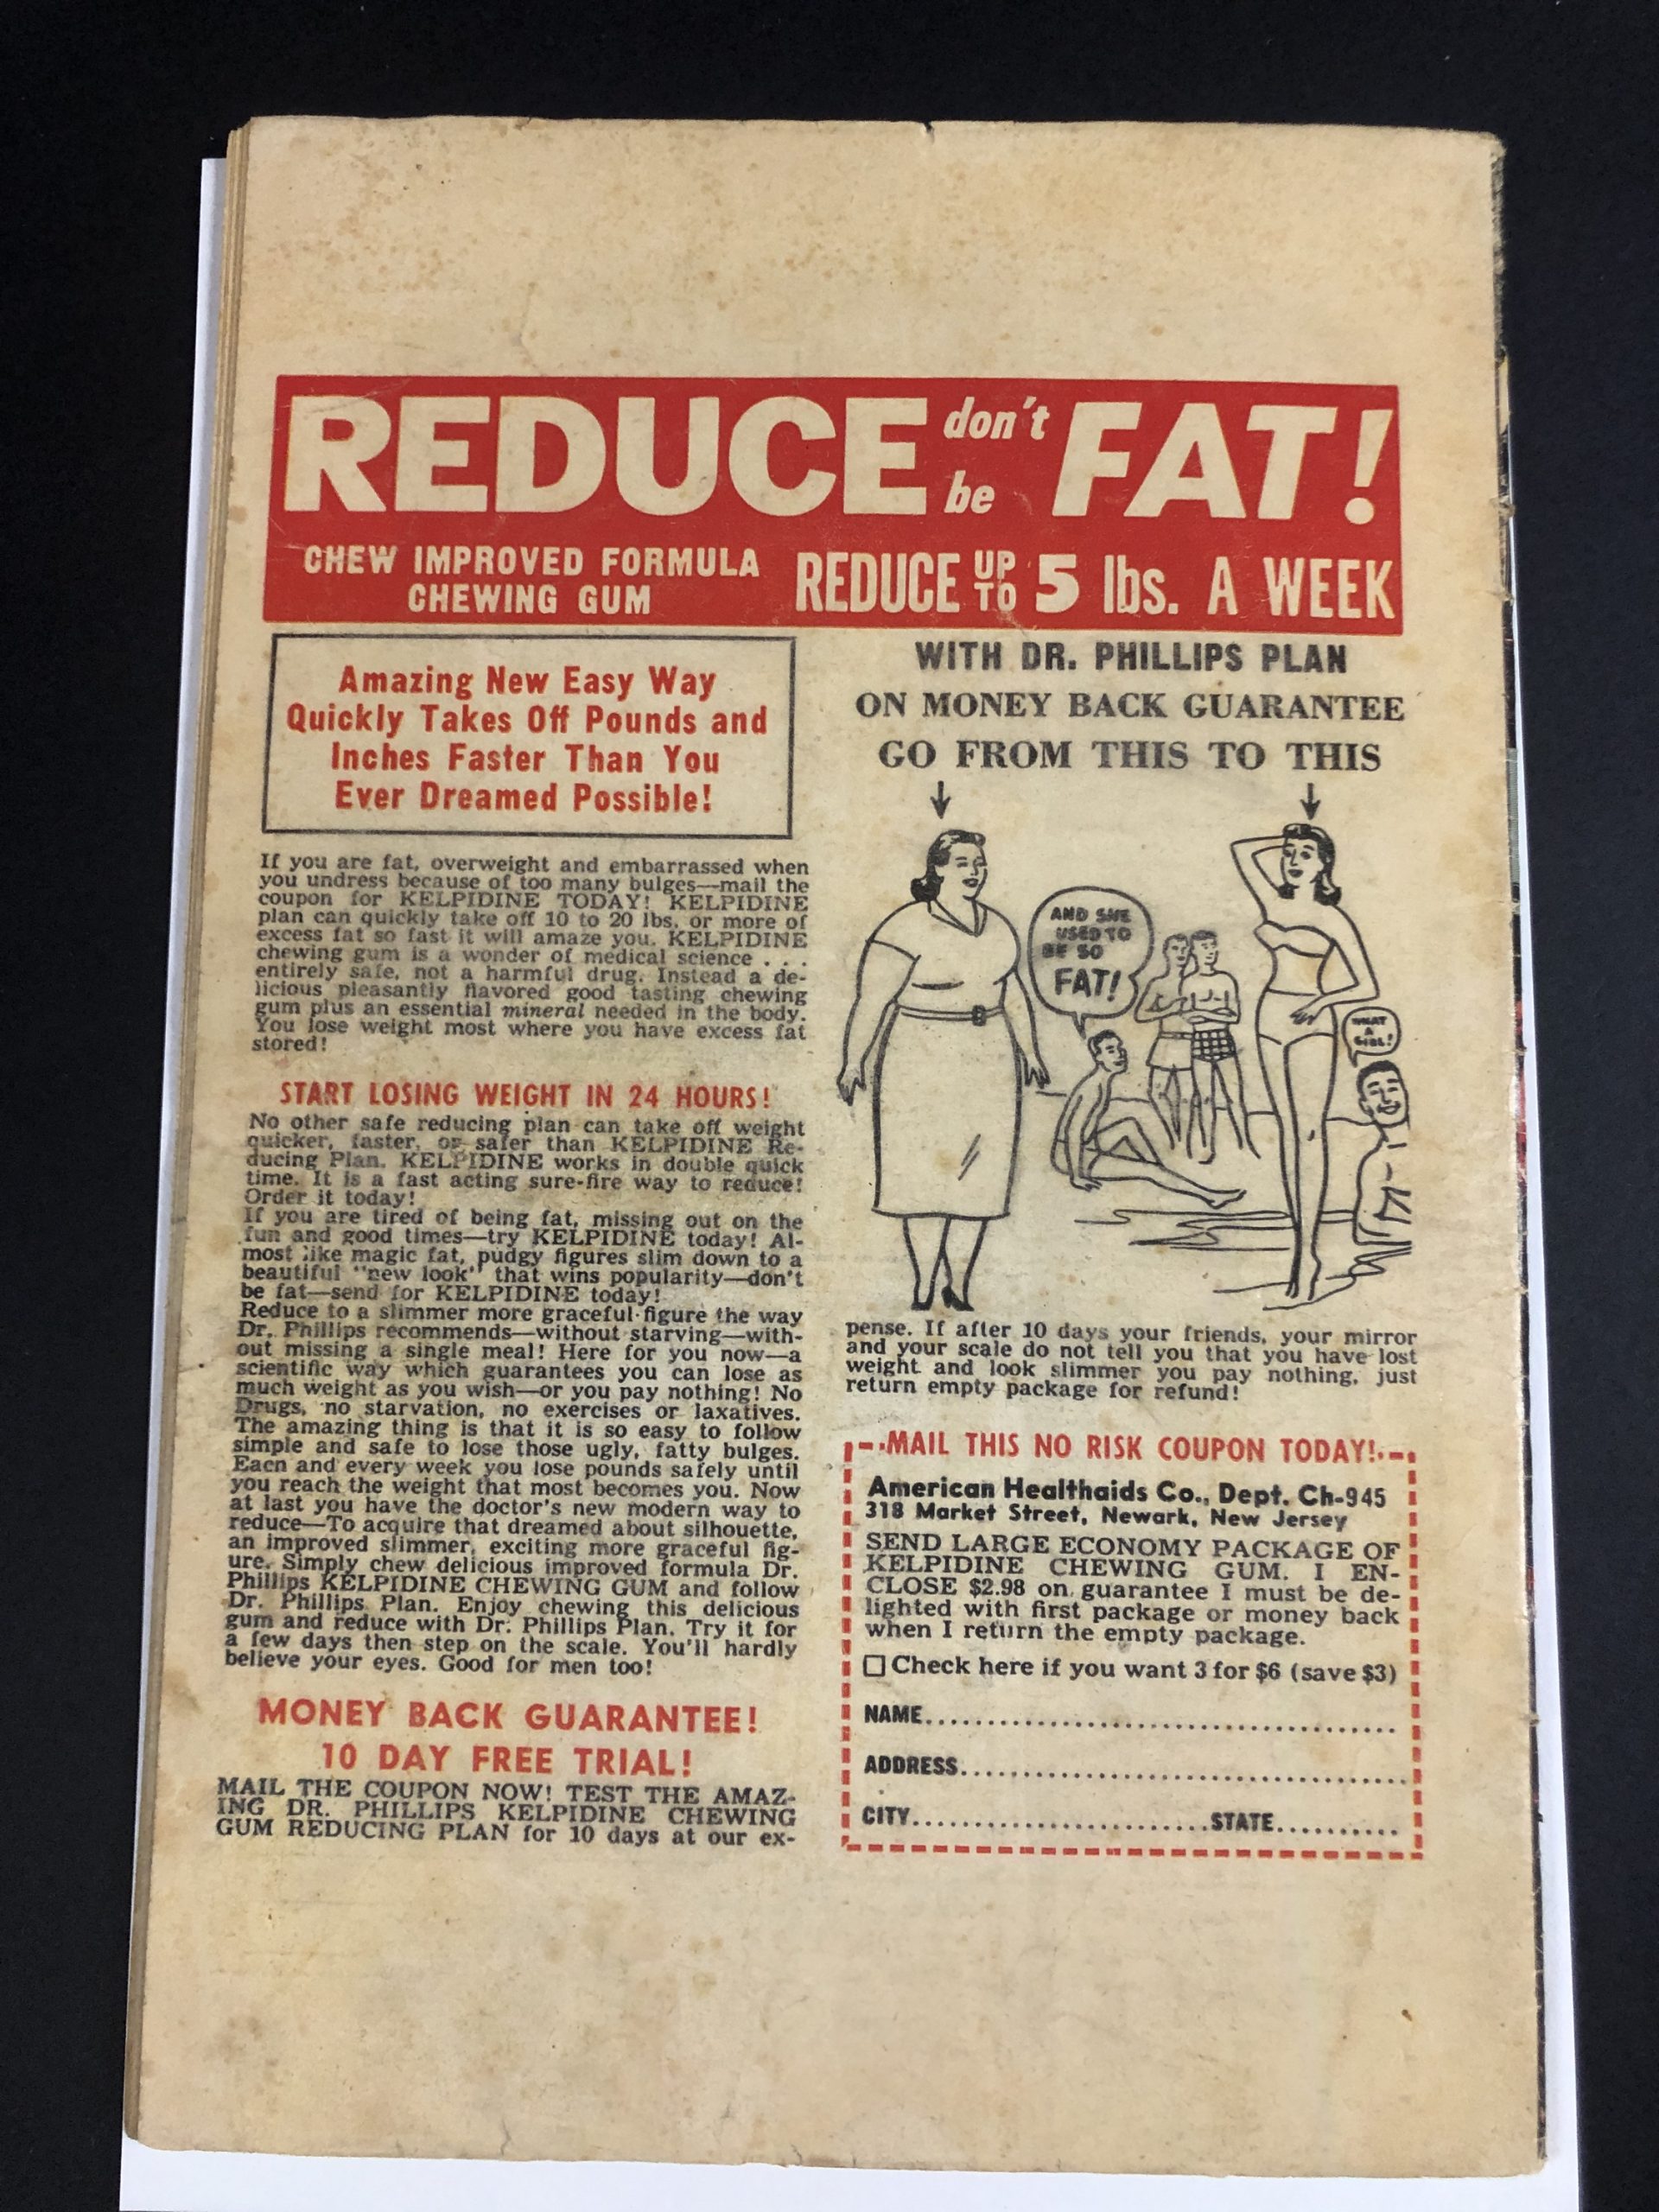 REDUCE don't be FAT!
CHEW IMPROVED FORMULA
CHEWING GUM
REDUCE UP TO 5 lbs. A WEEK
Amazing New Easy Way
Quickly Takes Off Pounds and
Inches Faster Than You
Ever Dreamed Possible!
If you are fat, overweight and embarrassed when
you undress because of too many bulges—mail the
coupon for KELPIDINE TODAY! KELPIDINE
plan can quickly take off 10 to 20 lbs. or more of
excess fat so fast it will amaze you. KELPIDINE
chewing gum is a wonder of medical science . . .
entirely safe, not a harmful drug. Instead a de-
licious pleasantly flavored good tasting chewing
gum plus an essential mineral needed in the body.
You lose weight most where you have excess fat
stored!
START LOSING WEIGHT IN 24 HOURS!
No other safe reducing plan can take off weight
quicker, faster, or safer than KELPIDINE Re-
ducing Plan. KELPIDINE works in double quick
time. It is a fast acting sure-fire way to reduce!
Order it today!
If you are tired of being fat, missing out on the
fun and good times—try KELPIDINE today! Al-
most like magic fat, pudgy figures slim down to a
beautiful "new look" that wins popularity—don't
be fat—send for KELPIDINE today!
Reduce to a slimmer more graceful figure the way
Dr. Phillips recommends—without starving—with-
out missing a single meal! Here for you now—a
scientific way which guarantees you can lose as
much weight as you wish—or you pay nothing! No
Drugs, no starvation, no exercises or laxatives.
The amazing thing is that it is so easy to follow
simple and safe to lose those ugly, fatty bulges.
Each and every week you lose pounds safely until
you reach the weight that most becomes you. Now
at last you have the doctor's new modern way to
reduce—To acquire that dreamed about silhouette,
an improved slimmer, exciting more graceful fig-
ure. Simply chew delicious improved formula Dr.
Phillips KELPIDINE CHEWING GUM and follow
Dr. Phillips Plan. Enjoy chewing this delicious
gum and reduce with Dr. Phillips Plan. Try it for
a few days then step on the scale. You'll hardly
believe your eyes. Good for men too!
MONEY BACK GUARANTEE!
10 DAY FREE TRIAL!
MAIL THE COUPON NOW! TEST THE AMAZ-
ING DR. PHILLIPS KELPIDINE CHEWING
GUM REDUCING PLAN for 10 days at our ex-
WITH DR. PHILLIPS PLAN
ON MONEY BACK GUARANTEE
GO FROM THIS TO THIS
AND SHE
USED TO
BE SO
FAT!
WHAT
A
GIRL!
pense. If after 10 days your friends, your mirror
and your scale do not tell you that you have lost
weight and look slimmer you pay nothing, just
return empty package for refund!
MAIL THIS NO RISK COUPON TODAY!
American Healthaids Co., Dept. Ch-945
318 Market Street, Newark, New Jersey
SEND LARGE ECONOMY PACKAGE OF
KELPIDINE CHEWING GUM. I EN-
CLOSE $2.98 on guarantee I must be de-
lighted with first package or money back
when I return the empty package.
Check here if you want 3 for $6 (save $3)
NAME
ADDRESS
CITY STATE